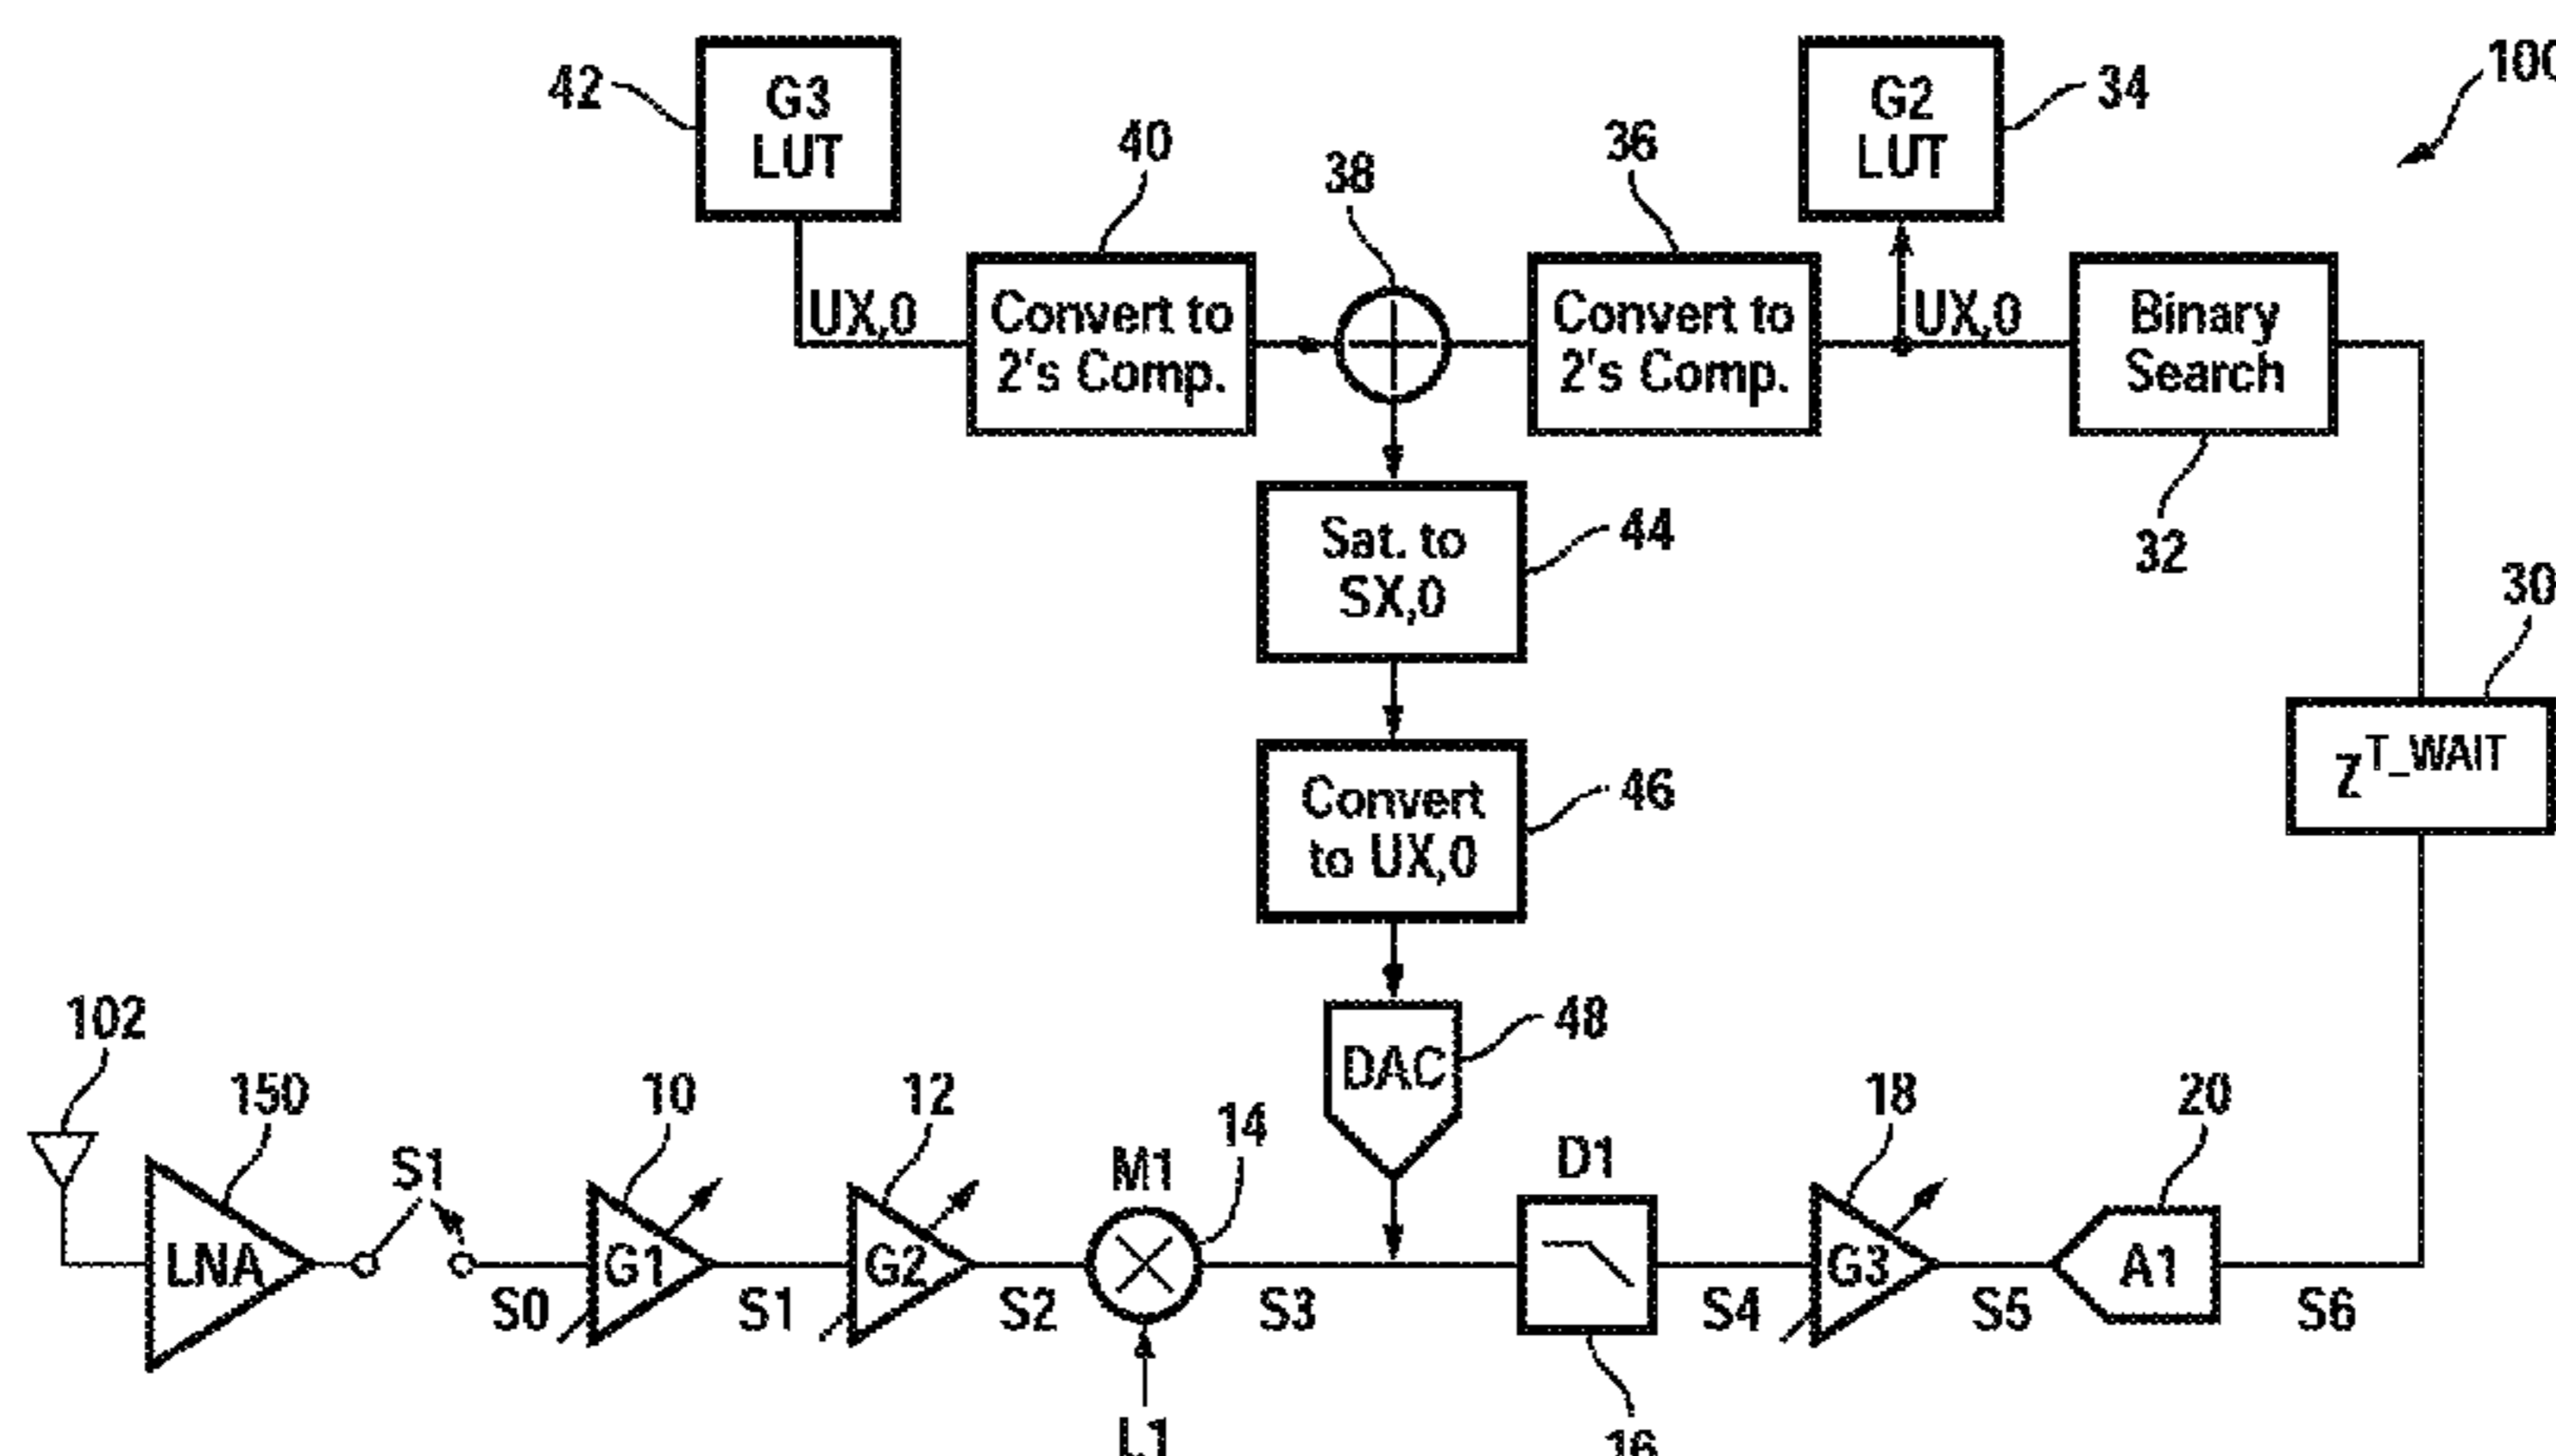 42
G3
LUT
G2
LUT
34
40
38
36
UX,0
Convert to
2's Comp.
Convert to
2's Comp.
UX,0
Binary
Search
Sat. to
SX,0
44
32
30
Z T_WAIT
Convert
to UX,0
46
102
DAC
48
150
10
12
14
18
20
S1
M1
D1
LNA
G1
G2
G3
A1
S0
S1
S2
S3
S4
S5
S6
L1
16